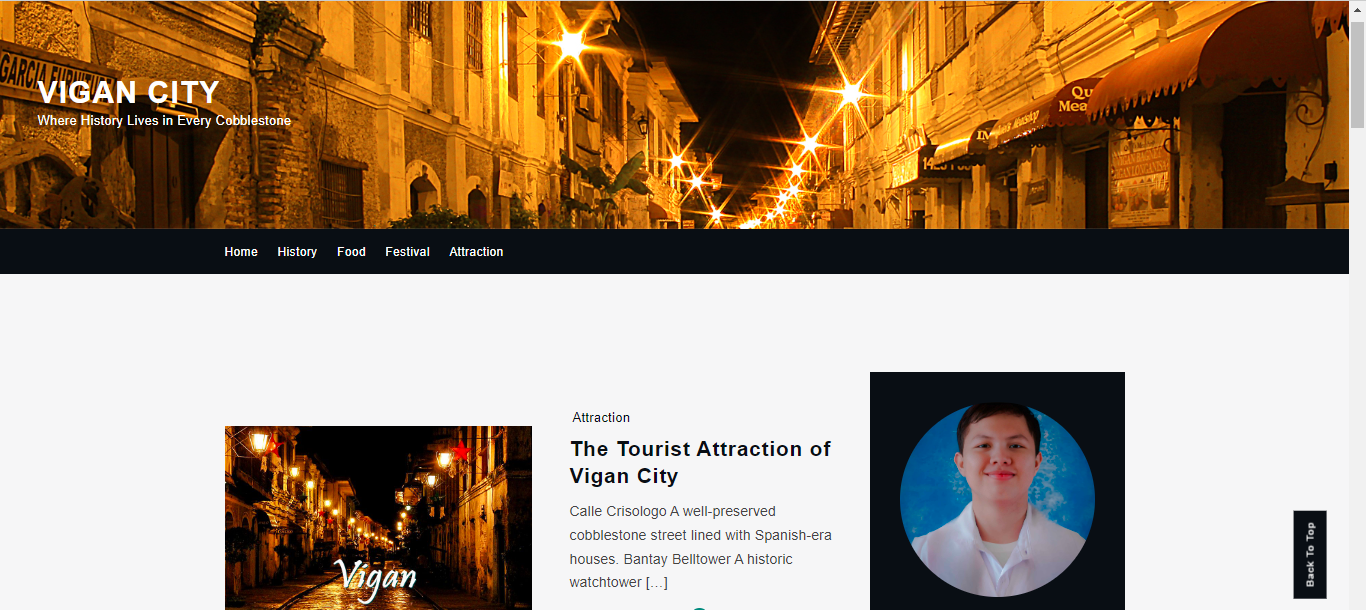 GARCIA FURNITURE
VIGAN CITY
Where History Lives in Every Cobblestone
Home History Food Festival Attraction
Attraction
The Tourist Attraction of
Vigan City
Calle Crisologo A well-preserved
cobblestone street lined with Spanish-era
houses. Bantay Belltower A historic
watchtower […]
Vigan
Back To Top